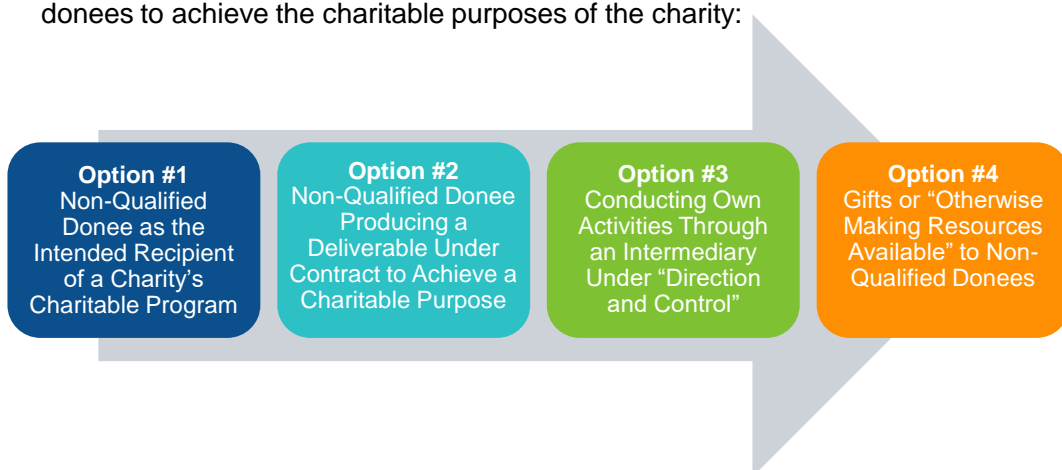 donees to achieve the charitable purposes of the charity:
Option #1
Non-Qualified
Donee as the
Intended Recipient
of a Charity's
Charitable Program
Option #2
Non-Qualified Donee
Producing a
Deliverable Under
Contract to Achieve a
Charitable Purpose
Option #3
Conducting Own
Activities Through
an Intermediary
Under “Direction
and Control”
Option #4
Gifts or “Otherwise
Making Resources
Available” to Non-
Qualified Donees